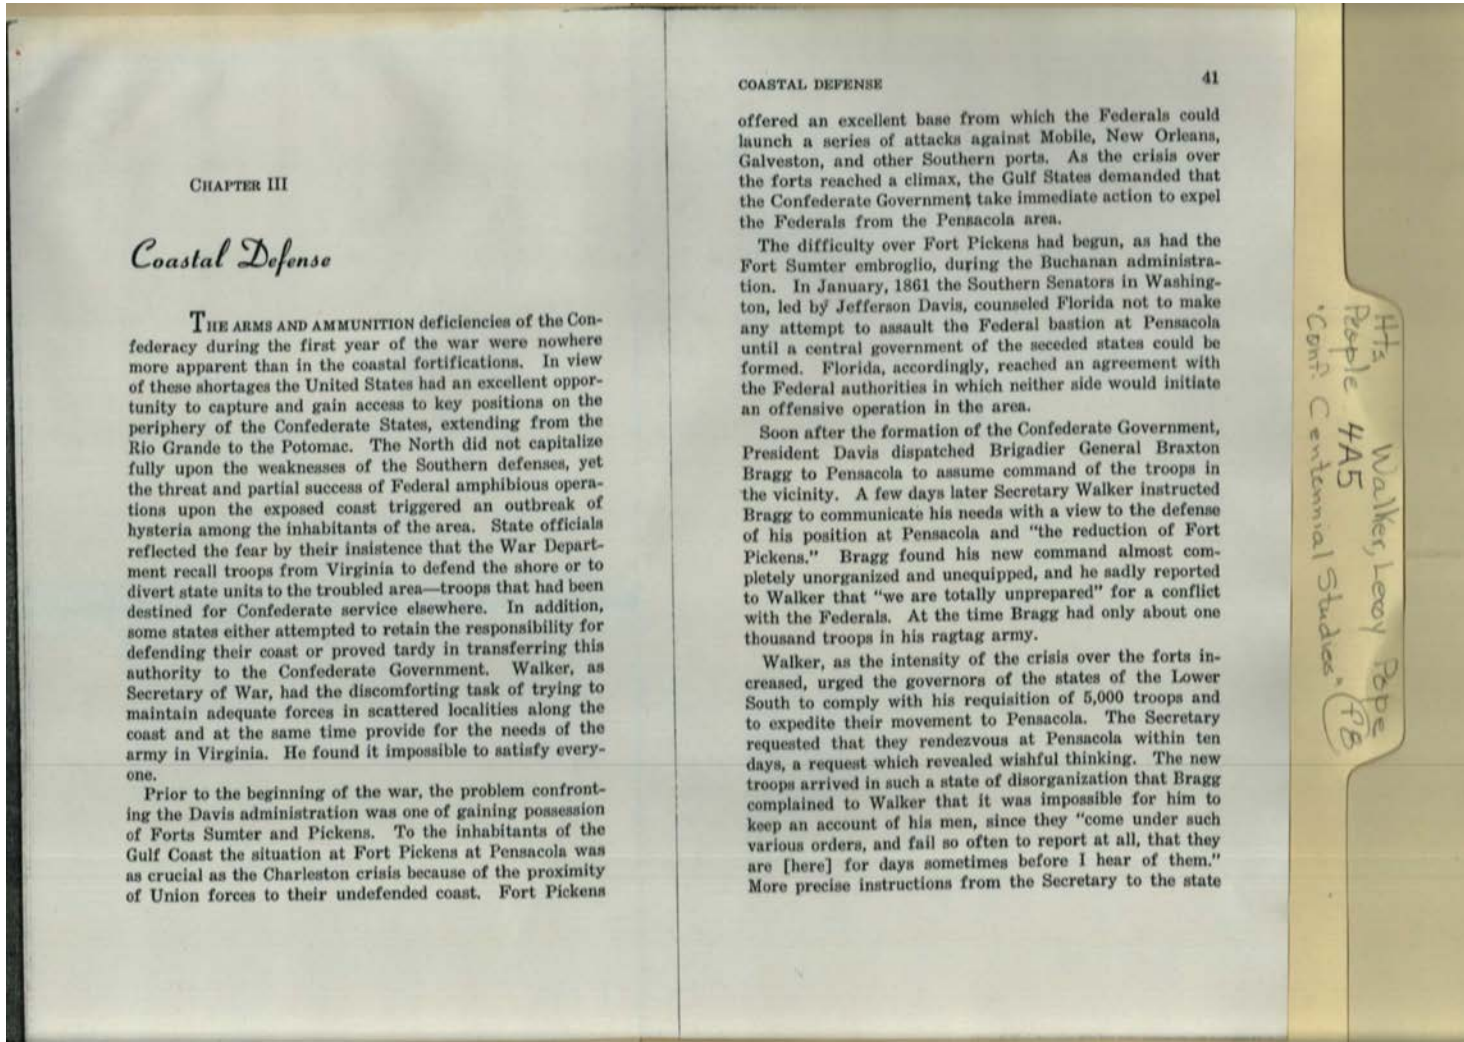 CHAPTER III
Coastal Defense
THE ARMS AND AMMUNITION deficiencies of the Con-
federacy during the first year of the war were nowhere
more apparent than in the coastal fortifications. In view
of these shortages the United States had an excellent oppor-
tunity to capture and gain access to key positions on the
periphery of the Confederate States, extending from the
Rio Grande to the Potomac. The North did not capitalize
fully upon the weaknesses of the Southern defenses, yet
the threat and partial success of Federal amphibious opera-
tions upon the exposed coast triggered an outbreak of
hysteria among the inhabitants of the area. State officials
reflected the fear by their insistence that the War Depart-
ment recall troops from Virginia to defend the shore or to
divert state units to the troubled area—troops that had been
destined for Confederate service elsewhere. In addition,
some states either attempted to retain the responsibility for
defending their coast or proved tardy in transferring this
authority to the Confederate Government. Walker, as
Secretary of War, had the discomforting task of trying to
maintain adequate forces in scattered localities along the
coast and at the same time provide for the needs of the
army in Virginia. He found it impossible to satisfy every-
one.
Prior to the beginning of the war, the problem confront-
ing the Davis administration was one of gaining possession
of Forts Sumter and Pickens. To the inhabitants of the
Gulf Coast the situation at Fort Pickens at Pensacola was
as crucial as the Charleston crisis because of the proximity
of Union forces to their undefended coast. Fort Pickens
COASTAL DEFENSE 41
offered an excellent base from which the Federals could
launch a series of attacks against Mobile, New Orleans,
Galveston, and other Southern ports. As the crisis over
the forts reached a climax, the Gulf States demanded that
the Confederate Government take immediate action to expel
the Federals from the Pensacola area.
The difficulty over Fort Pickens had begun, as had the
Fort Sumter embroglio, during the Buchanan administra-
tion. In January, 1861 the Southern Senators in Washing-
ton, led by Jefferson Davis, counseled Florida not to make
any attempt to assault the Federal bastion at Pensacola
until a central government of the seceded states could be
formed. Florida, accordingly, reached an agreement with
the Federal authorities in which neither side would initiate
an offensive operation in the area.
Soon after the formation of the Confederate Government,
President Davis dispatched Brigadier General Braxton
Bragg to Pensacola to assume command of the troops in
the vicinity. A few days later Secretary Walker instructed
Bragg to communicate his needs with a view to the defense
of his position at Pensacola and "the reduction of Fort
Pickens." Bragg found his new command almost com-
pletely unorganized and unequipped, and he sadly reported
to Walker that "we are totally unprepared" for a conflict
with the Federals. At the time Bragg had only about one
thousand troops in his ragtag army.
Walker, as the intensity of the crisis over the forts in-
creased, urged the governors of the states of the Lower
South to comply with his requisition of 5,000 troops and
to expedite their movement to Pensacola. The Secretary
requested that they rendezvous at Pensacola within ten
days, a request which revealed wishful thinking. The new
troops arrived in such a state of disorganization that Bragg
complained to Walker that it was impossible for him to
keep an account of his men, since they "come under such
various orders, and fail so often to report at all, that they
are [here] for days sometimes before I hear of them."
More precise instructions from the Secretary to the state
Walker, Leroy Pope
People 4A5
"Conf. Centennial Studies" P8